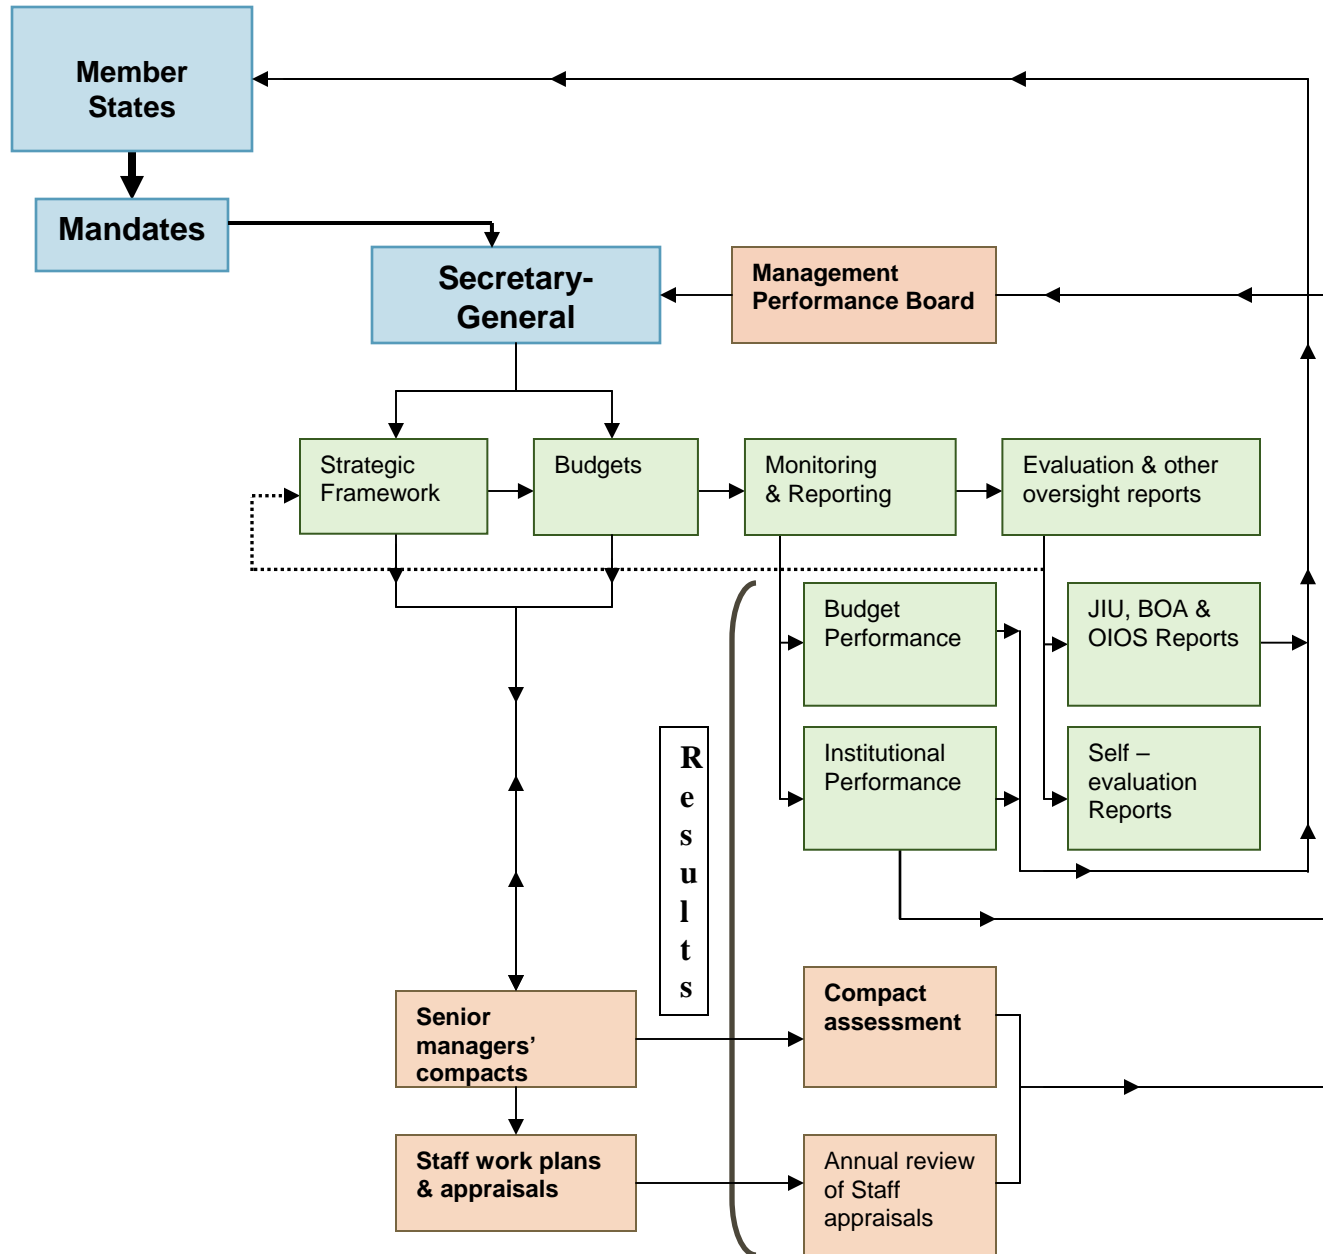 Member
States
Mandates
Secretary-
General
Management
Performance Board
Strategic
Framework
Budgets
Monitoring
& Reporting
Evaluation & other
oversight reports
Budget
Performance
JIU, BOA &
OIOS Reports
Institutional
Performance
Self –
evaluation
Reports
R
e
s
u
l
t
s
Senior
managers’
compacts
Compact
assessment
Staff work plans
& appraisals
Annual review
of Staff
appraisals